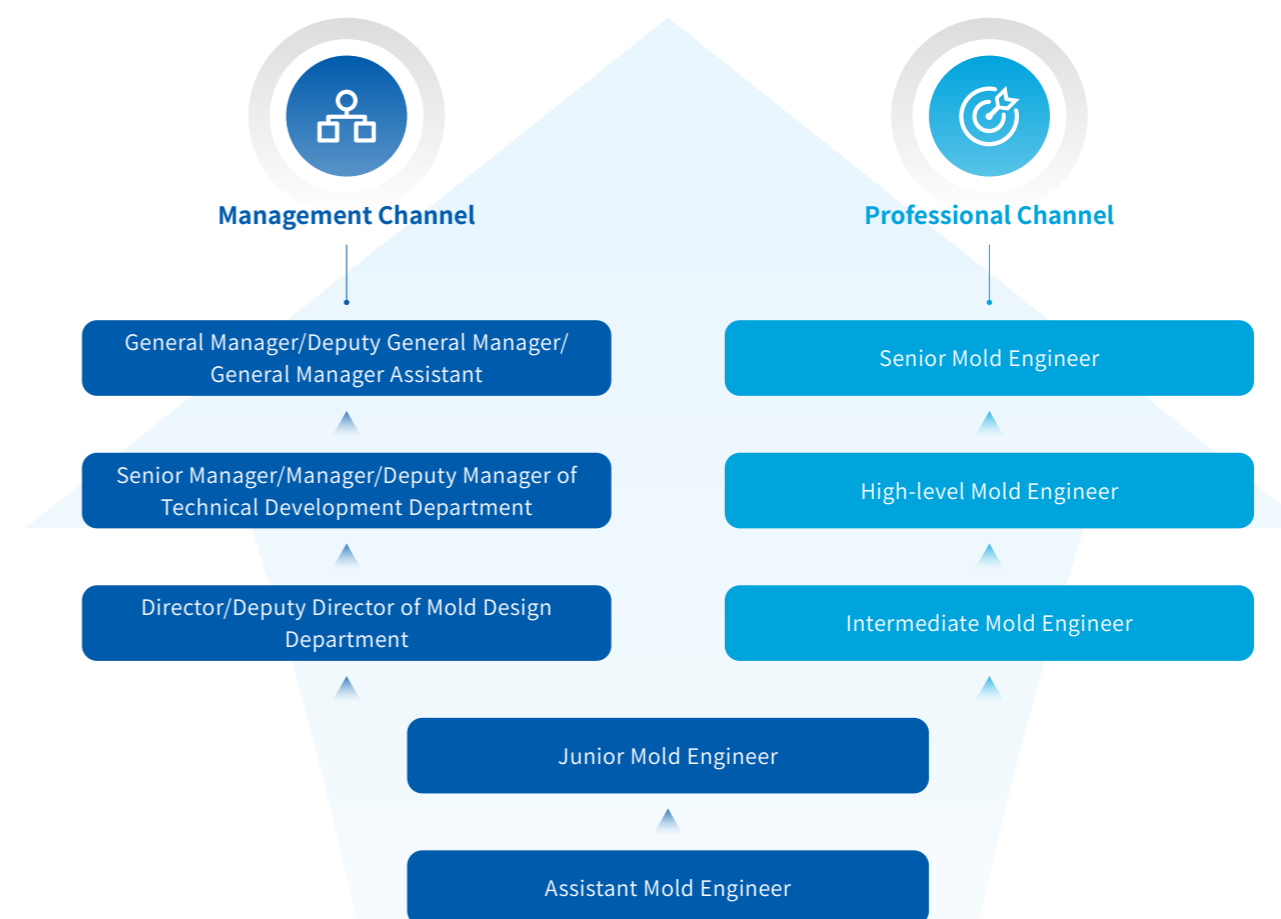 Management Channel
Professional Channel
General Manager/Deputy General Manager/
General Manager Assistant
Senior Mold Engineer
Senior Manager/Manager/Deputy Manager of
Technical Development Department
High-level Mold Engineer
Director/Deputy Director of Mold Design
Department
Intermediate Mold Engineer
Junior Mold Engineer
Assistant Mold Engineer